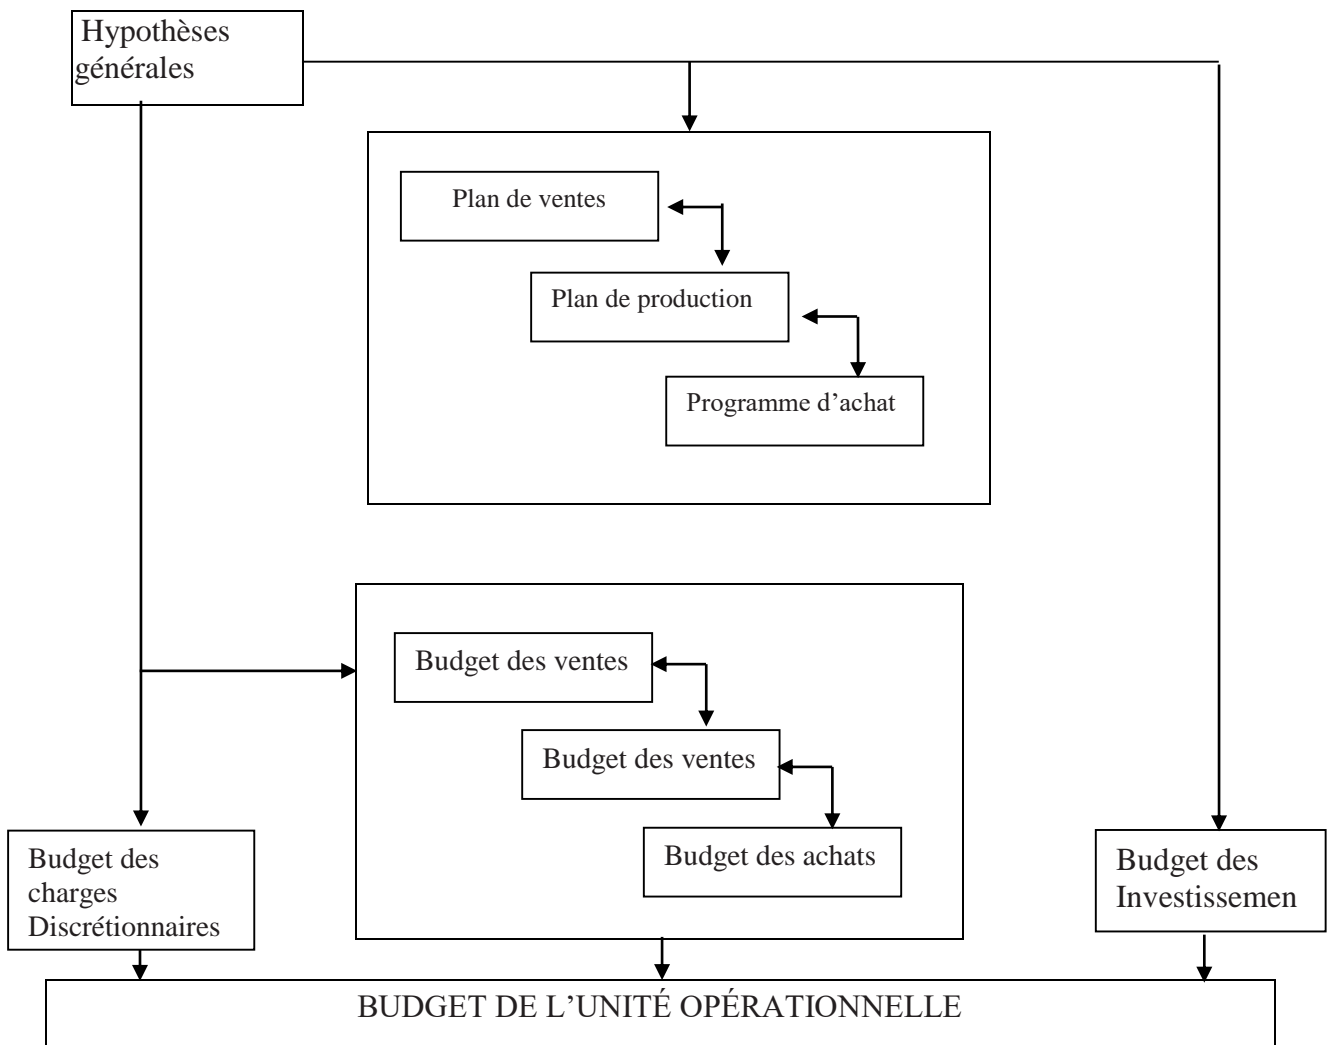 Hypothèses
générales
Plan de ventes
Plan de production
Programme d’achat
Budget des ventes
Budget des ventes
Budget des achats
Budget des
charges
Discrétionnaires
Budget des
Investissemen
BUDGET DE L’UNITÉ OPÉRATIONNELLE